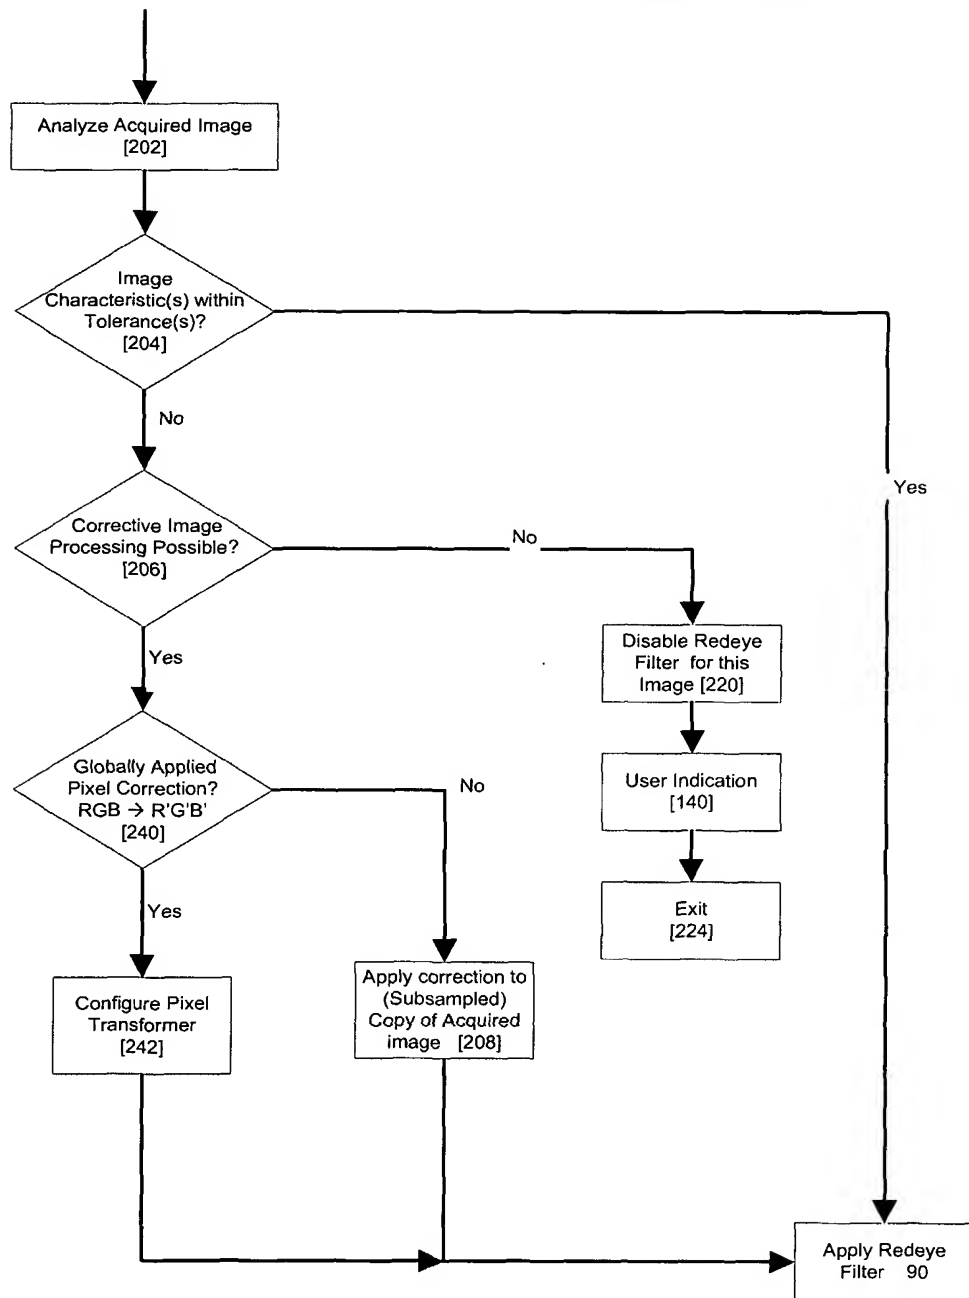 Analyze Acquired Image
[202]
Image
Characteristic(s) within
Tolerance(s)?
[204]
No
Yes
Corrective Image
Processing Possible?
[206]
No
Yes
Disable Redeye
Filter for this
Image [220]
Globally Applied
Pixel Correction?
RGB → R'G'B'
[240]
No
Yes
User Indication
[140]
Exit
[224]
Configure Pixel
Transformer
[242]
Apply correction to
(Subsampled)
Copy of Acquired
image [208]
Apply Redeye
Filter 90